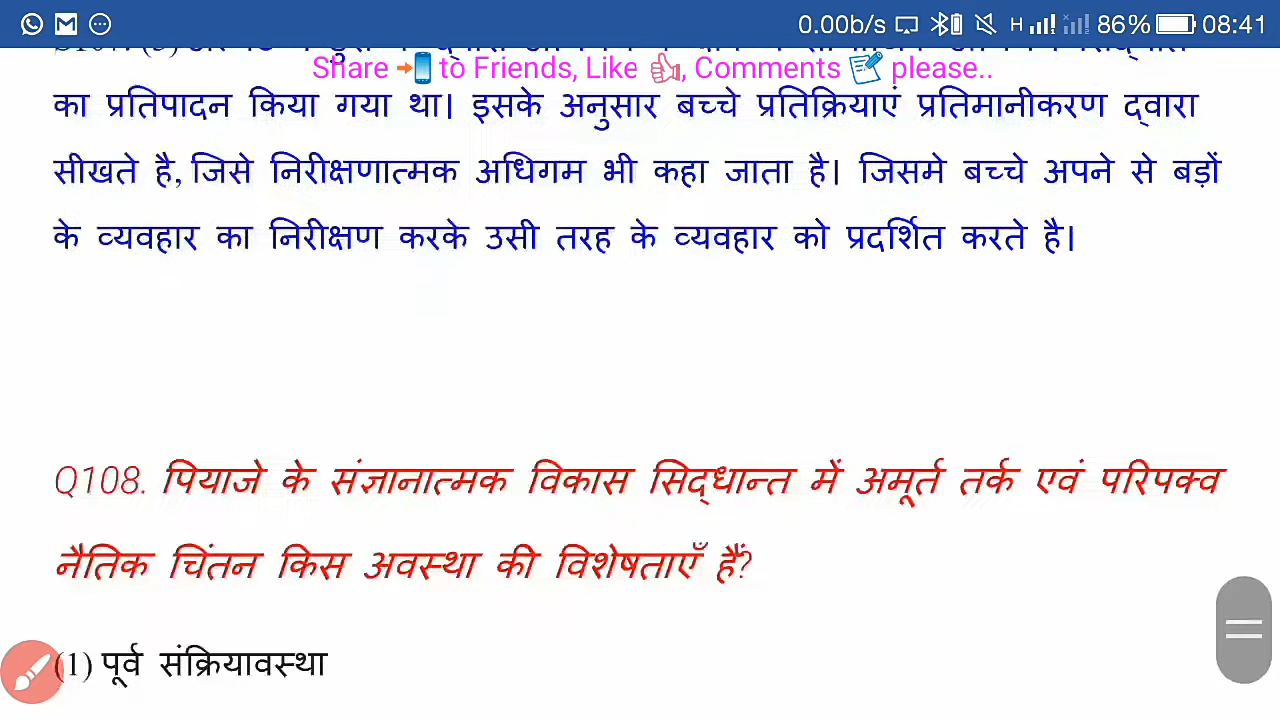 0.00b/s H 86% 08:41
Share to Friends, Like, Comments please..
का प्रतिपादन किया गया था। इसके अनुसार बच्चे प्रतिक्रियाएं प्रतिमानीकरण द्वारा
सीखते है, जिसे निरीक्षणात्मक अधिगम भी कहा जाता है। जिसमे बच्चे अपने से बड़ों
के व्यवहार का निरीक्षण करके उसी तरह के व्यवहार को प्रदर्शित करते है।
Q108. पियाजे के संज्ञानात्मक विकास सिद्धान्त में अमूर्त तर्क एवं परिपक्व
नैतिक चिंतन किस अवस्था की विशेषताएँ हैं?
(1) पूर्व संक्रियावस्था